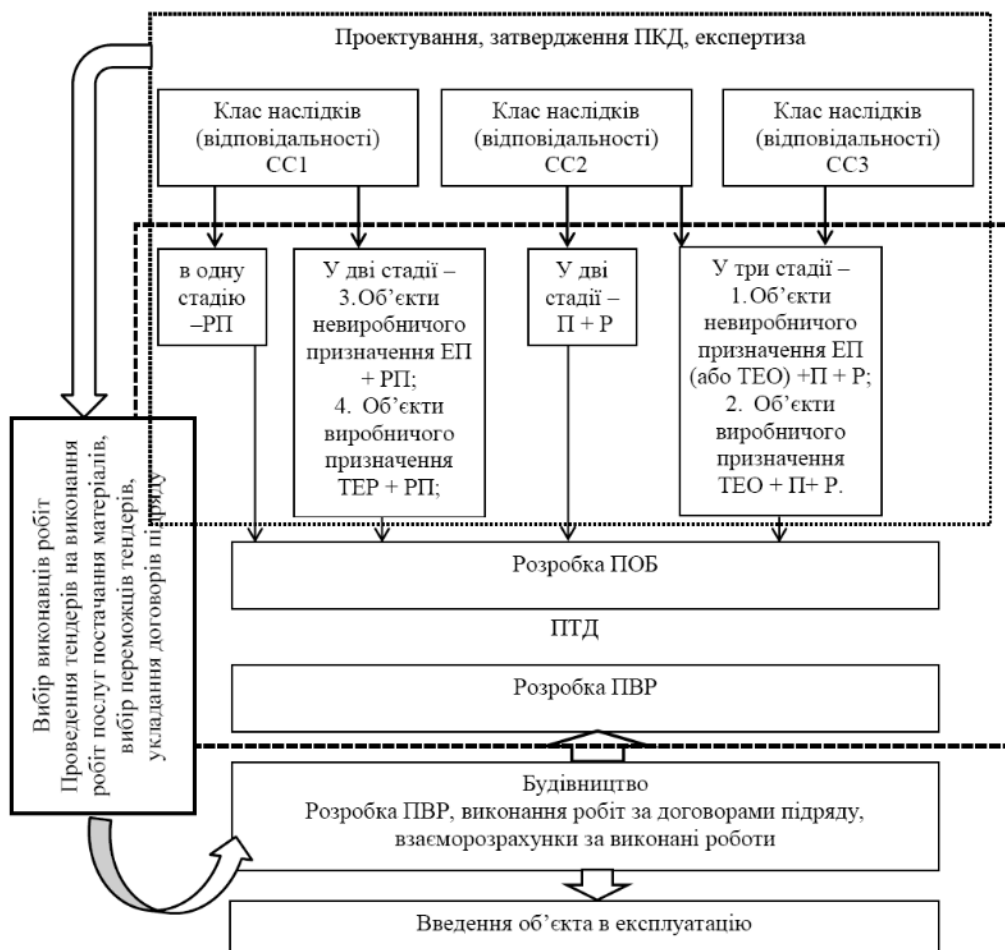 Проектування, затвердження ПКД, експертиза
Клас наслідків
(відповідальності)
СС1
Клас наслідків
(відповідальності)
СС2
Клас наслідків
(відповідальності)
СС3
в одну
стадію
–РП
У дві стадії –
3.Об’єкти
невиробничого
призначення ЕП
+ РП;
4. Об’єкти
виробничого
призначення
ТЕР + РП;
У дві
стадії –
П + Р
У три стадії –
1.Об’єкти
невиробничого
призначення ЕП
(або ТЕО) +П + Р;
2. Об’єкти
виробничого
призначення
ТЕО + П+ Р.
Вибір виконавців робіт
Проведення тендерів на виконання
робіт послуг постачання матеріалів,
вибір переможців тендерів,
укладання договорів підряду
Розробка ПОБ
ПТД
Розробка ПВР
Будівництво
Розробка ПВР, виконання робіт за договорами підряду,
взаєморозрахунки за виконані роботи
Введення об’єкта в експлуатацію